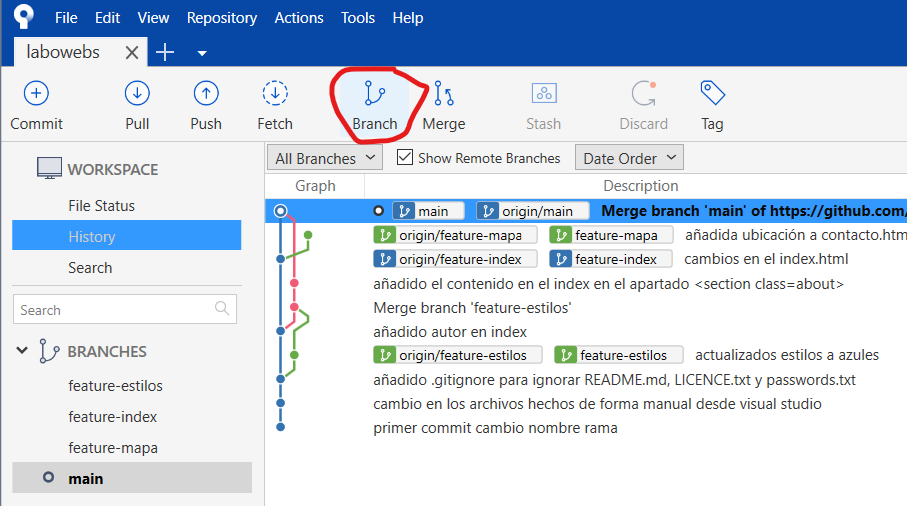 File Edit View Repository Actions Tools Help
labowebs
Commit Pull Push Fetch Branch Merge Stash Discard Tag
WORKSPACE
File Status
History
Search
Search
BRANCHES
feature-estilos
feature-index
feature-mapa
main
All Branches Show Remote Branches Date Order
Graph Description
main origin/main Merge branch 'main' of https://github.com/
origin/feature-mapa feature-mapa añadida ubicación a contacto.htm
origin/feature-index feature-index cambios en el index.html
añadido el contenido en el index en el apartado <section class=about>
Merge branch 'feature-estilos'
añadido autor en index
origin/feature-estilos feature-estilos actualizados estilos a azules
añadido .gitignore para ignorar README.md, LICENCE.txt y passwords.txt
cambio en los archivos hechos de forma manual desde visual studio
primer commit cambio nombre rama